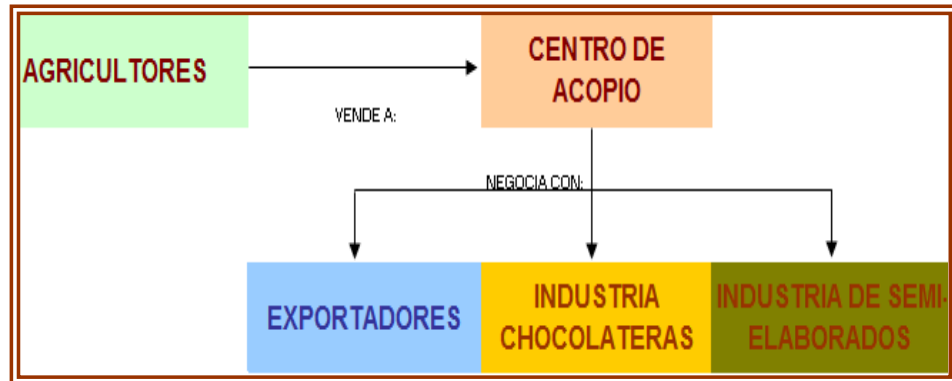 AGRICULTORES
CENTRO DE
ACOPIO
VENDE A:
NEGOCIA CON:
EXPORTADORES
INDUSTRIA
CHOCOLATERAS
INDUSTRIA DE SEMI-
ELABORADOS